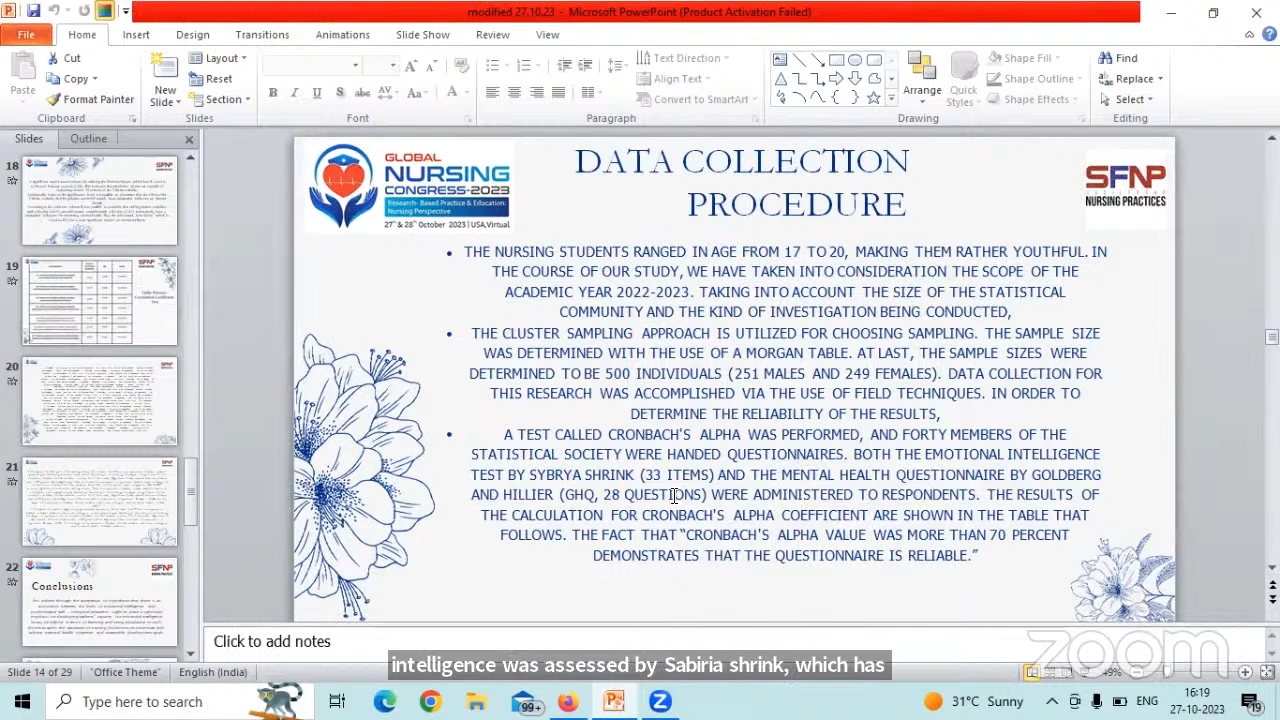 modified 27.10.23 - Microsoft PowerPoint (Product Activation Failed)
File Home Insert Design Transitions Animations Slide Show Review View
Paste
Cut
Copy
Format Painter
Clipboard
New Slide
Layout
Reset
Section
Slides
Font
Text Direction
Align Text
Convert to SmartArt
Paragraph
Arrange
Quick Styles
Shape Fill
Shape Outline
Shape Effects
Drawing
Find
Replace
Select
Editing
Slides Outline
18
19
20
21
22
Conclusions
GLOBAL
NURSING
CONGRESS-2023
Research- Based Practice & Education:
Nursing Perspective
27th & 28th October 2023 | USA,Virtual
DATA COLLECTION
PROCEDURE
SFNP
NURSING PRACTICES
• THE NURSING STUDENTS RANGED IN AGE FROM 17 TO 20, MAKING THEM RATHER YOUTHFUL. IN
THE COURSE OF OUR STUDY, WE HAVE TAKEN INTO CONSIDERATION THE SCOPE OF THE
ACADEMIC YEAR 2022-2023. TAKING INTO ACCOUNT THE SIZE OF THE STATISTICAL
COMMUNITY AND THE KIND OF INVESTIGATION BEING CONDUCTED,
• THE CLUSTER SAMPLING APPROACH IS UTILIZED FOR CHOOSING SAMPLING. THE SAMPLE SIZE
WAS DETERMINED WITH THE USE OF A MORGAN TABLE. AT LAST, THE SAMPLE SIZES WERE
DETERMINED TO BE 500 INDIVIDUALS (251 MALES AND 249 FEMALES). DATA COLLECTION FOR
THIS RESEARCH WAS ACCOMPLISHED VIA THE USE OF FIELD TECHNIQUES. IN ORDER TO
DETERMINE THE RELIABILITY OF THE RESULTS,
• A TEST CALLED CRONBACH'S ALPHA WAS PERFORMED, AND FORTY MEMBERS OF THE
STATISTICAL SOCIETY WERE HANDED QUESTIONNAIRES. BOTH THE EMOTIONAL INTELLIGENCE
TEST BY SYBRYA SHRINK (33 ITEMS) AND THE MENTAL HEALTH QUESTIONNAIRE BY GOLDBERG
AND HILLIER (GHQ, 28 QUESTIONS) WERE ADMINISTERED TO RESPONDENTS. THE RESULTS OF
THE CALCULATION FOR CRONBACH'S ALPHA COEFFICIENT ARE SHOWN IN THE TABLE THAT
FOLLOWS. THE FACT THAT “CRONBACH'S ALPHA VALUE WAS MORE THAN 70 PERCENT
DEMONSTRATES THAT THE QUESTIONNAIRE IS RELIABLE.”
Click to add notes
intelligence was assessed by Sabiria shrink, which has
zoom
Slide 14 of 29 "Office Theme" English (India) 49%
Type here to search
99+
31°C Sunny
ENG
16:19
27-10-2023
19